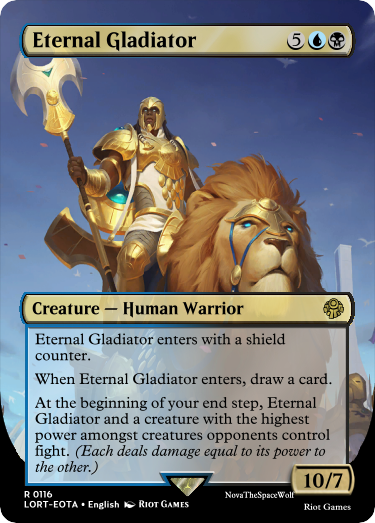 Eternal Gladiator 5
Creature — Human Warrior
Eternal Gladiator enters with a shield
counter.
When Eternal Gladiator enters, draw a card.
At the beginning of your end step, Eternal
Gladiator and a creature with the highest
power amongst creatures opponents control
fight. (Each deals damage equal to its power to
the other.)
10/7
R 0116
LORT-EOTA • English Riot Games
NovaTheSpaceWolf
Riot Games